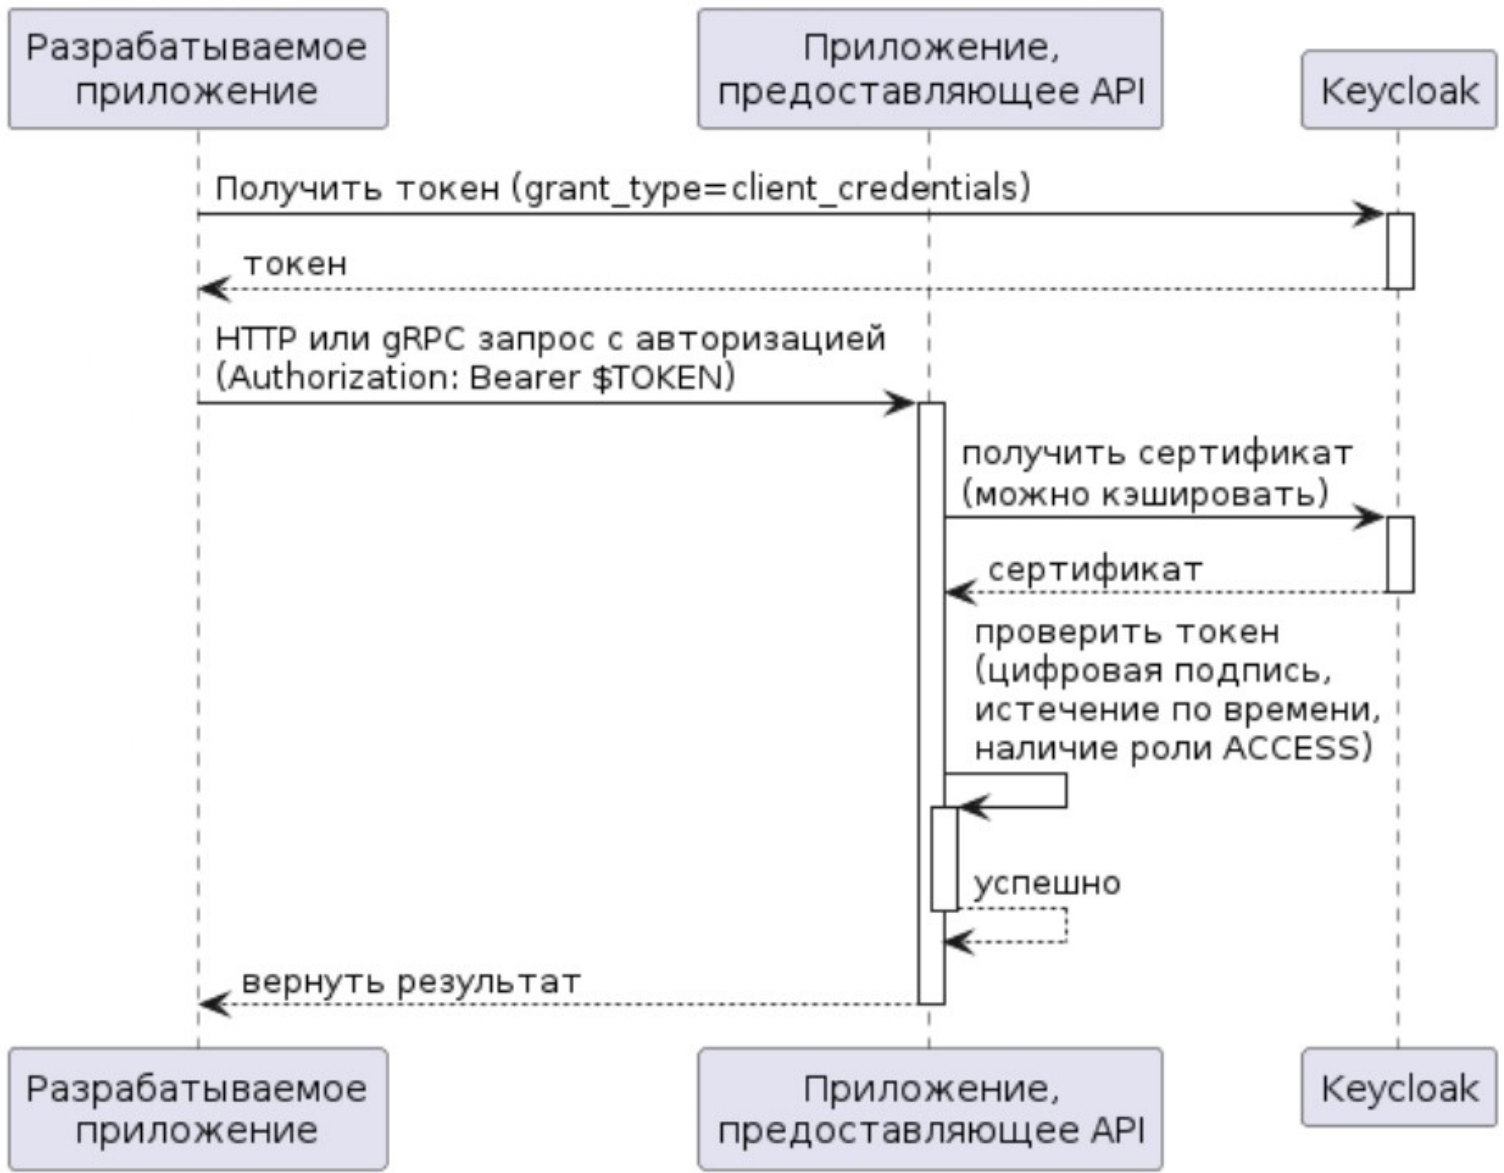 Разрабатываемое
приложение
Приложение,
предоставляющее API
Keycloak
Получить токен (grant_type=client_credentials)
токен
HTTP или gRPC запрос с авторизацией
(Authorization: Bearer $TOKEN)
получить сертификат
(можно кэшировать)
сертификат
проверить токен
(цифровая подпись,
истечение по времени,
наличие роли ACCESS)
успешно
вернуть результат
Разрабатываемое
приложение
Приложение,
предоставляющее API
Keycloak